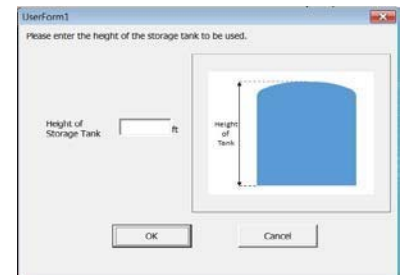 UserForm1
Please enter the height of the storage tank to be used.
Height of
Storage Tank
ft
Height
of
Tank
OK
Cancel